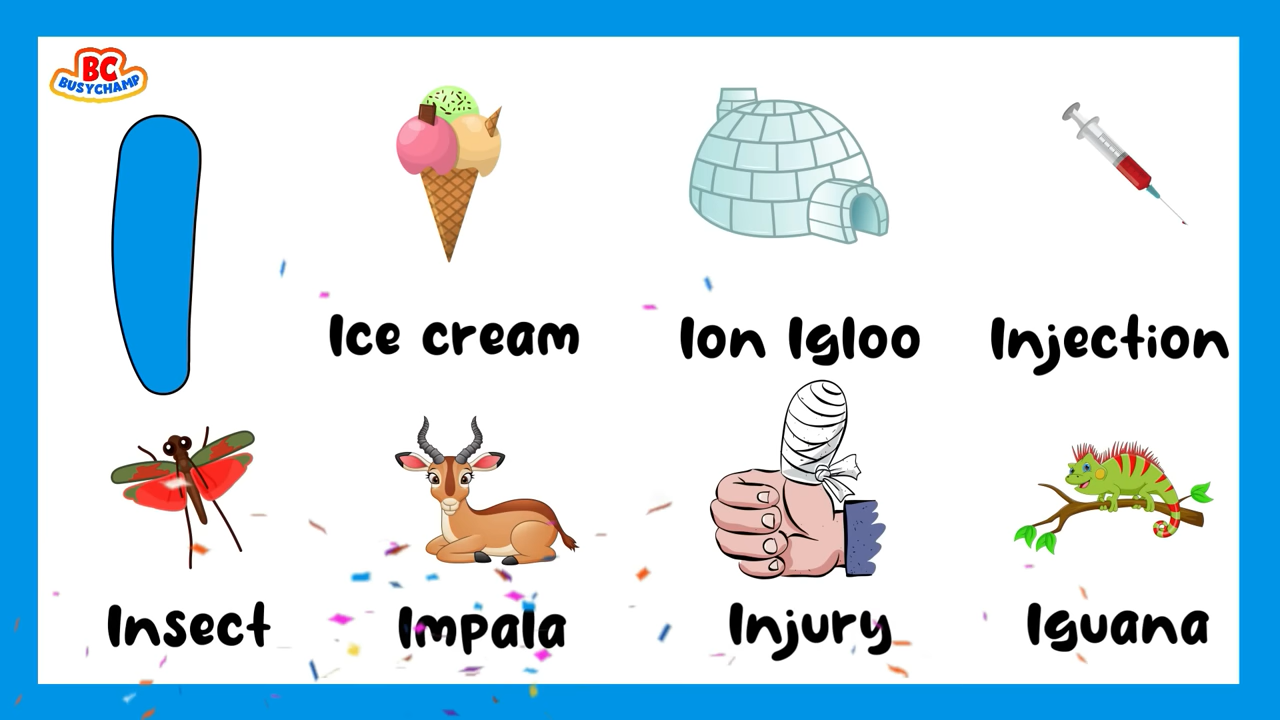 BC
BUSYCHAMP
I
Ice cream
Ion Igloo
Injection
Insect
Impala
Injury
Iguana